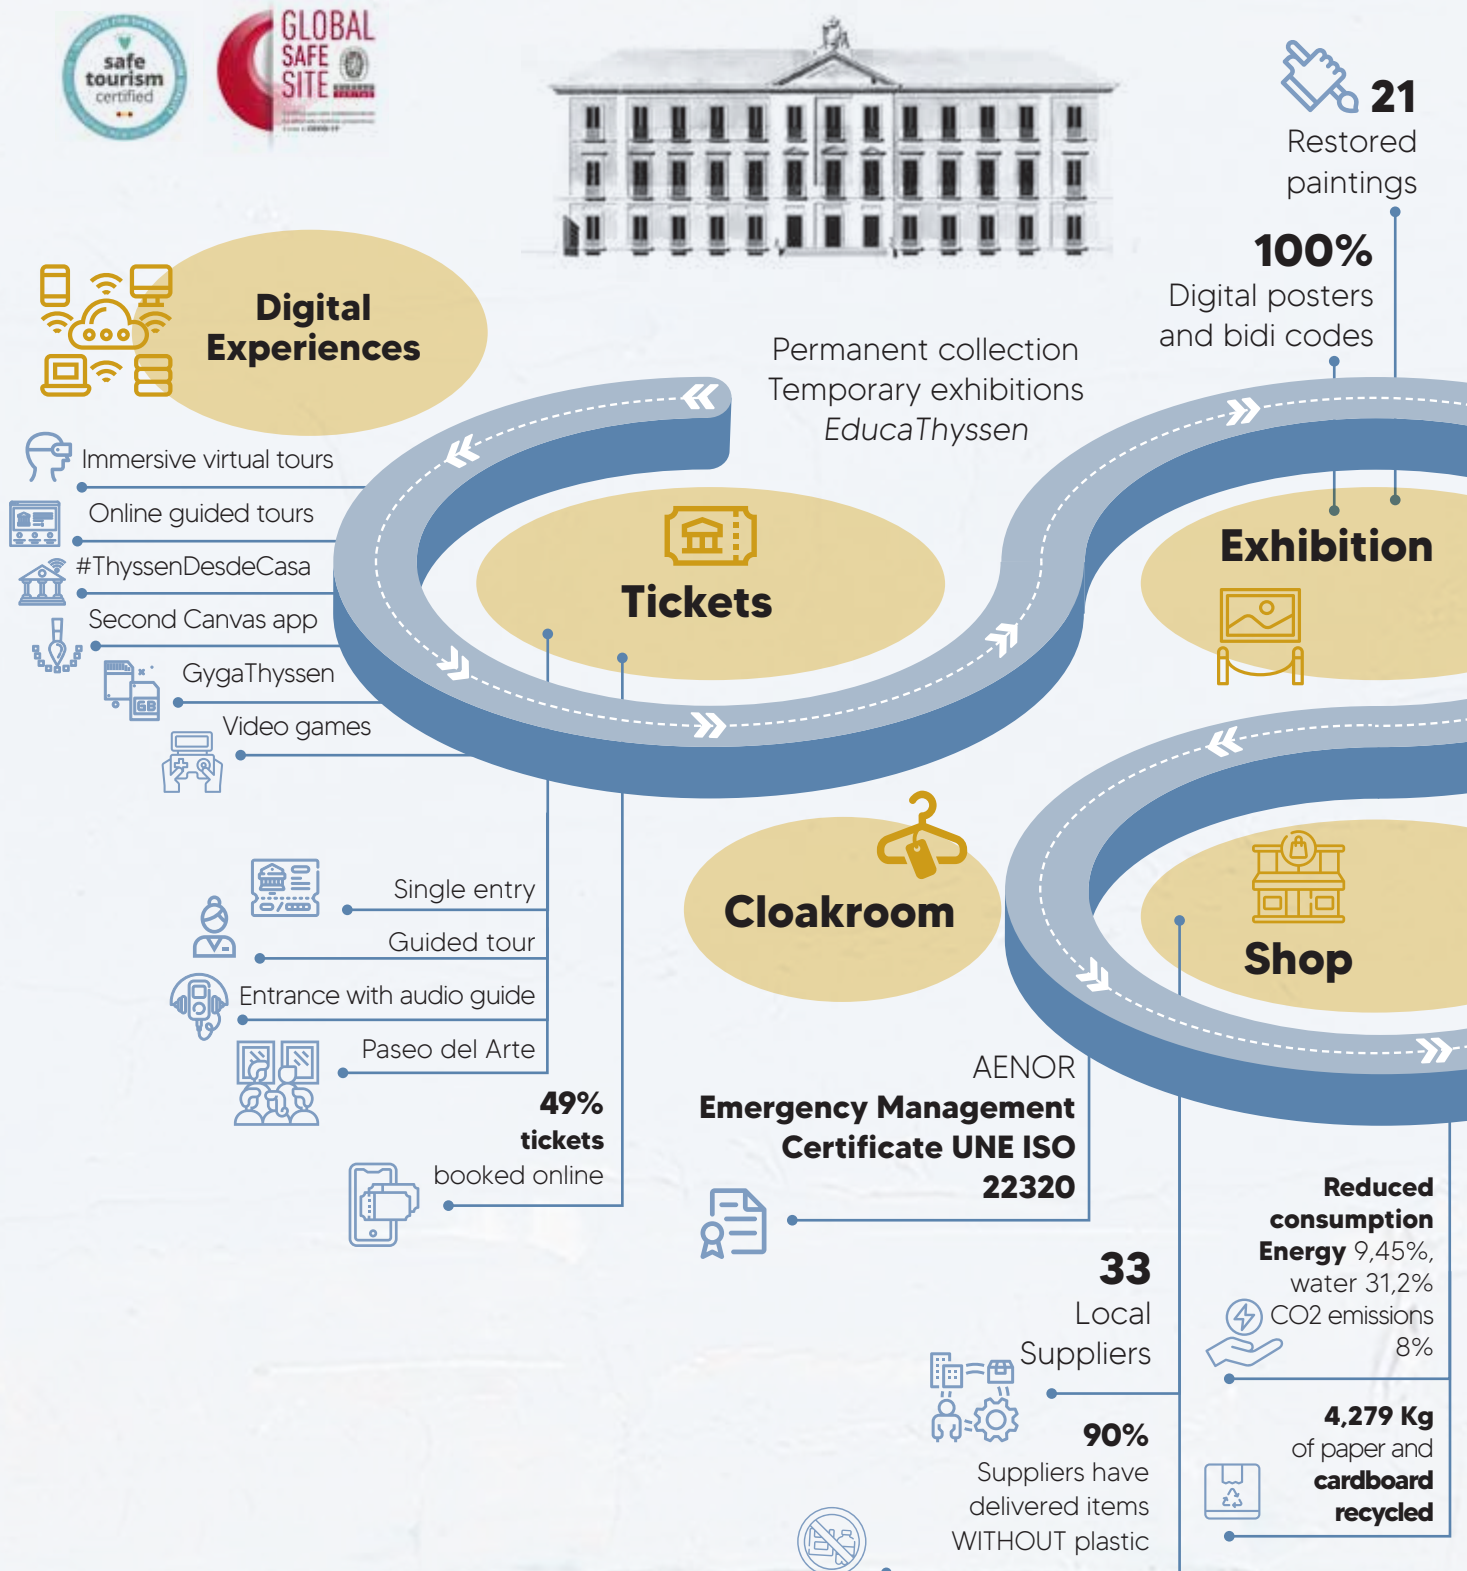 safe
tourism
certified
GLOBAL
SAFE
SITE
21
Restored
paintings
100%
Digital posters
and bidi codes
Digital
Experiences
Permanent collection
Temporary exhibitions
EducaThyssen
Immersive virtual tours
Online guided tours
#ThyssenDesdeCasa
Second Canvas app
GygaThyssen
GB
Video games
Tickets
Exhibition
Single entry
Guided tour
Entrance with audio guide
Paseo del Arte
49%
tickets
booked online
Cloakroom
Shop
AENOR
Emergency Management
Certificate UNE ISO
22320
33
Local
Suppliers
90%
Suppliers have
delivered items
WITHOUT plastic
Reduced
consumption
Energy 9,45%,
water 31,2%
CO2 emissions
8%
4,279 Kg
of paper and
cardboard
recycled